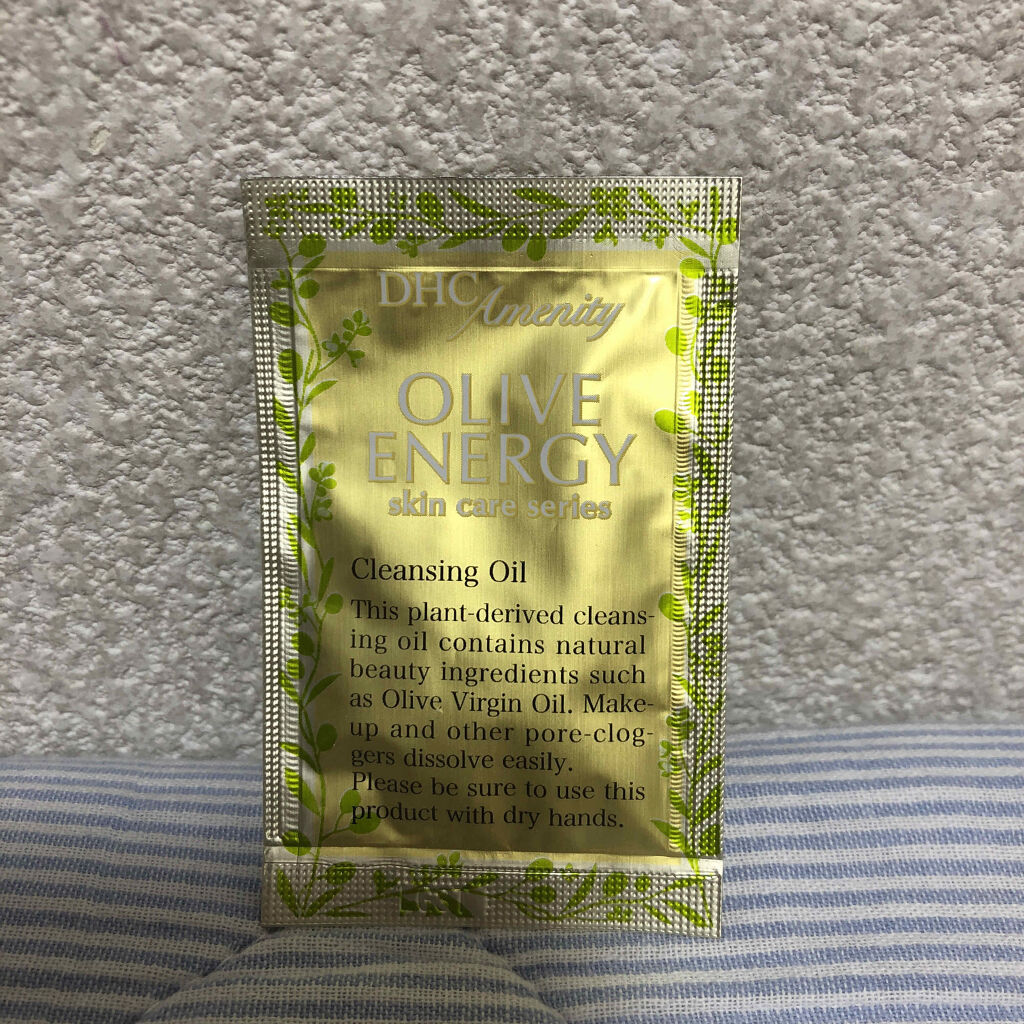 DHC Amenity
OLIVE
ENERGY
skin care series
Cleansing Oil
This plant-derived cleans-
ing oil contains natural
beauty ingredients such
as Olive Virgin Oil. Make-
up and other pore-clog-
gers dissolve easily.
Please be sure to use this
product with dry hands.